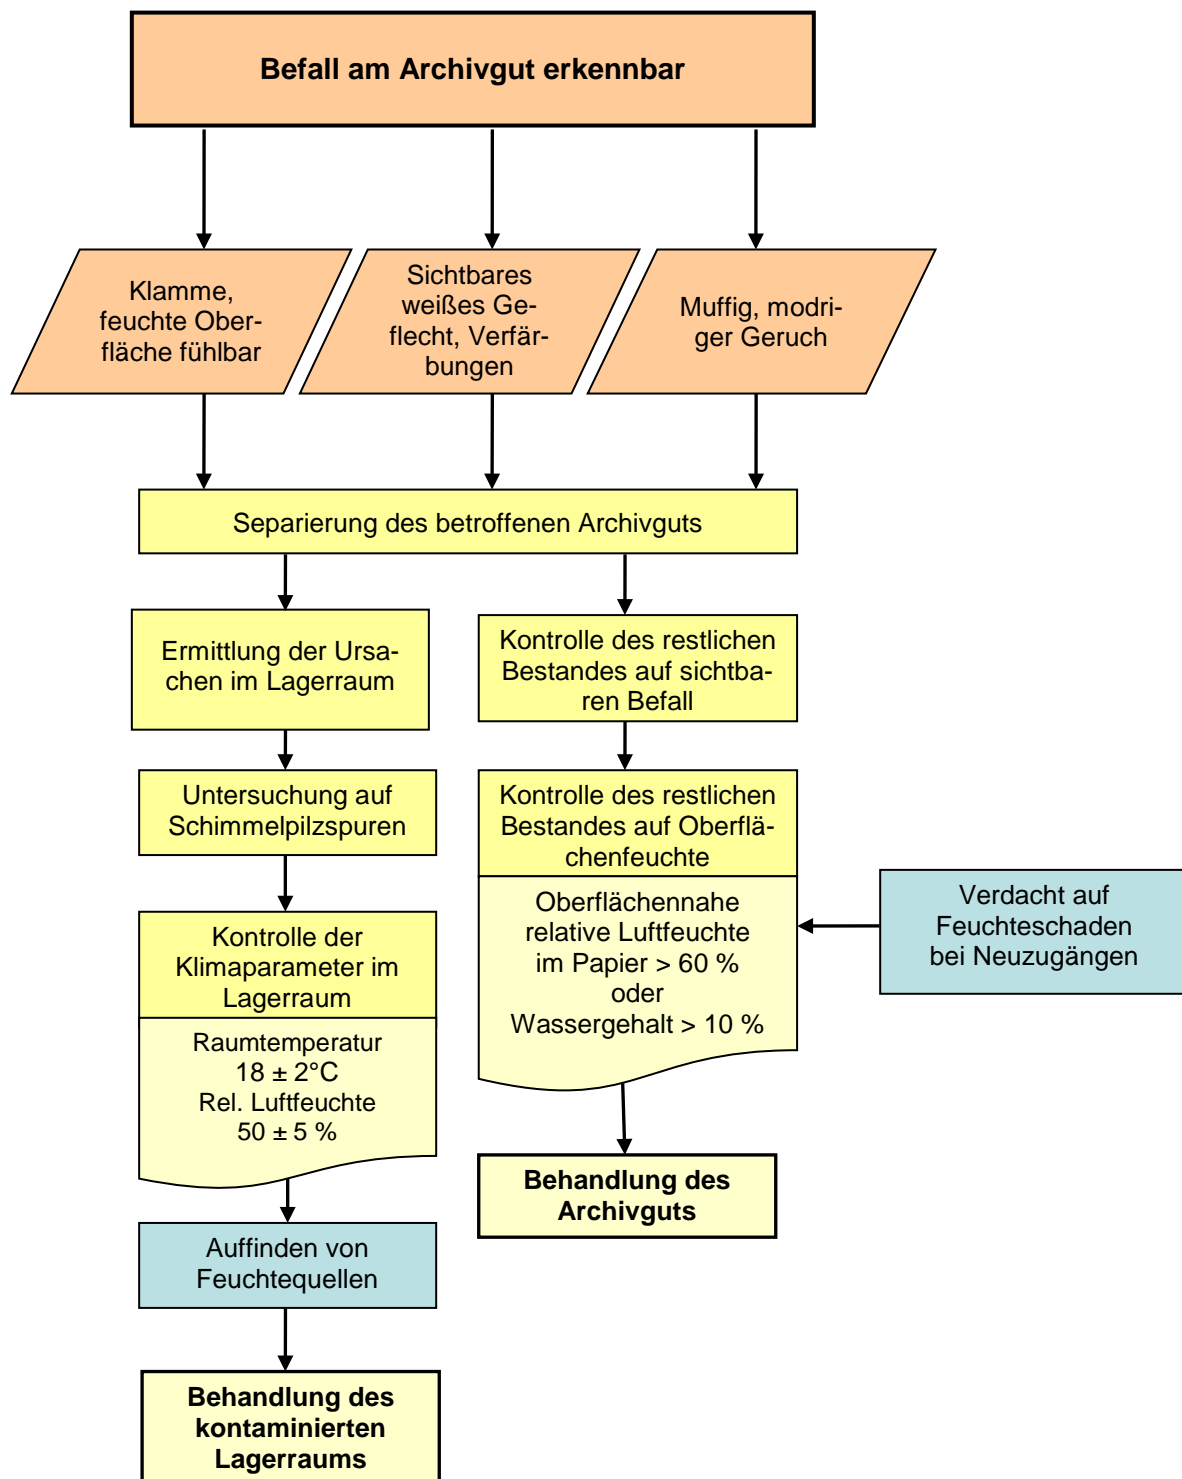 Befall am Archivgut erkennbar
Klamme,
feuchte Ober-
fläche fühlbar
Sichtbares
weißes Ge-
flecht, Verfär-
bungen
Muffig, modri-
ger Geruch
Separierung des betroffenen Archivguts
Ermittlung der Ursa-
chen im Lagerraum
Kontrolle des restlichen
Bestandes auf sichtba-
ren Befall
Untersuchung auf
Schimmelpilzspuren
Kontrolle des restlichen
Bestandes auf Oberflä-
chenfeuchte
Oberflächennahe
relative Luftfeuchte
im Papier > 60 %
oder
Wassergehalt > 10 %
Verdacht auf
Feuchteschaden
bei Neuzugängen
Kontrolle der
Klimaparameter im
Lagerraum
Raumtemperatur
18 ± 2°C
Rel. Luftfeuchte
50 ± 5 %
Behandlung des
Archivguts
Auffinden von
Feuchtequellen
Behandlung des
kontaminierten
Lagerraums